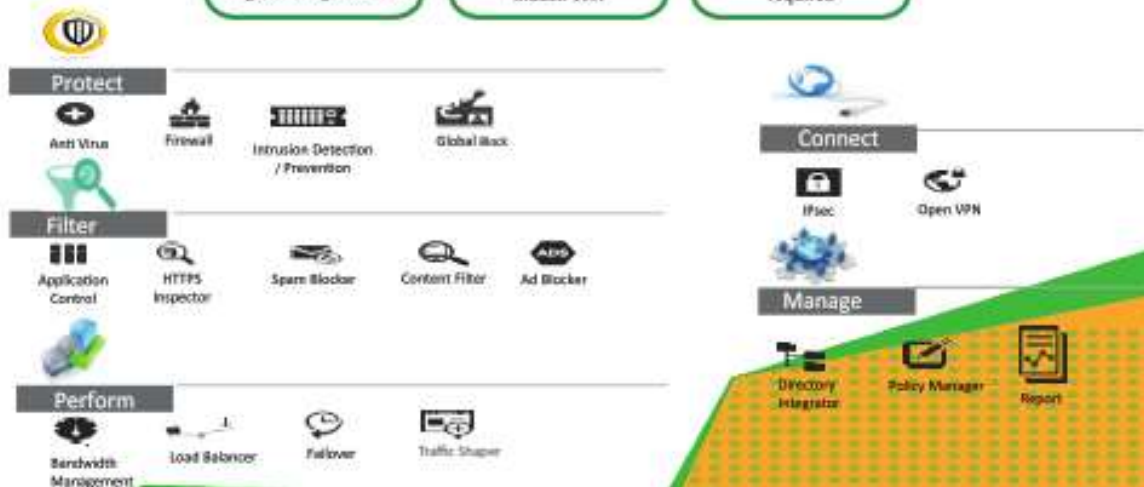 required
Protect
Anti Virus
Firewall
Intrusion Detection
/ Prevention
Global Block
Filter
Application
Control
HTTPS
Inspector
Spam Blocker
Content Filter
ADS
Ad Blocker
Perform
Bandwidth
Management
Load Balancer
Failover
Traffic Shaper
Connect
IPsec
Open VPN
Manage
Directory
Integrator
Policy Manager
Report